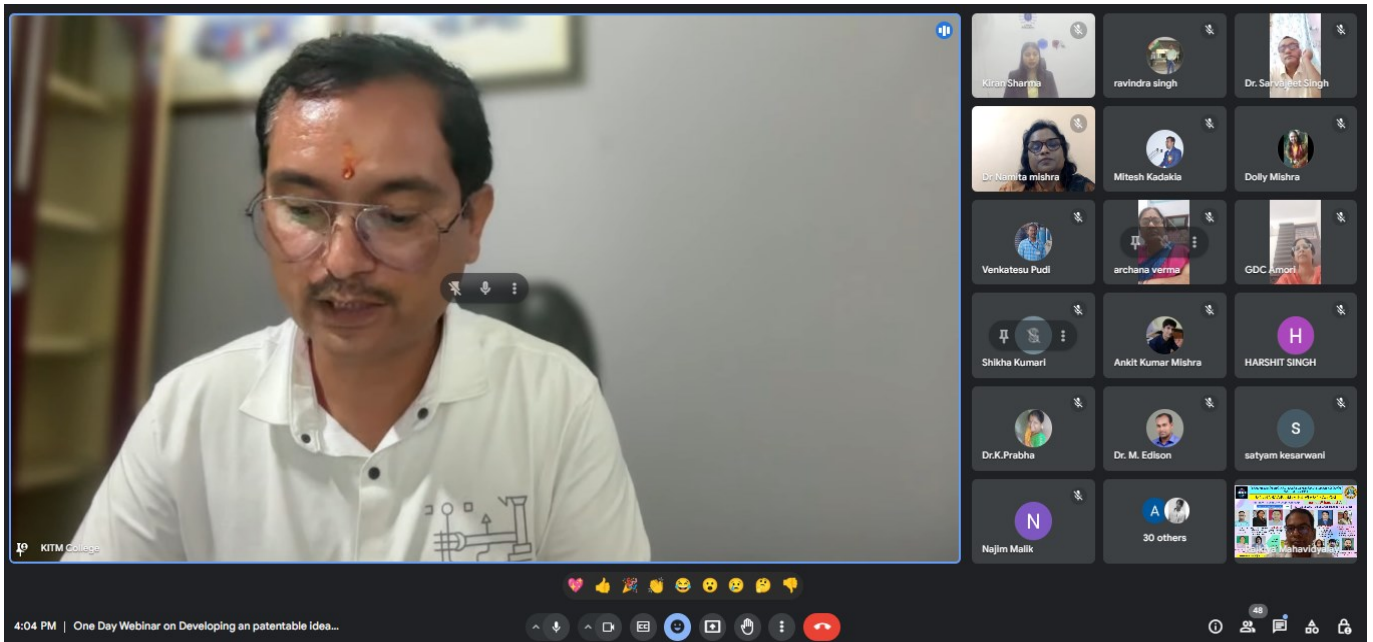 KITM College
Kiran Sharma
ravindra singh
Dr. Sarvajeet Singh
Dr Namita mishra
Mitesh Kadakia
Dolly Mishra
Venkatesu Pudi
archana verma
GDC Amori
Shikha Kumari
Ankit Kumar Mishra
H
HARSHIT SINGH
Dr.K.Prabha
Dr. M. Edison
S
satyam kesarwani
N
Najim Malik
A
30 others
Mahavidyalay
4:04 PM | One Day Webinar on Developing an patentable idea...
48